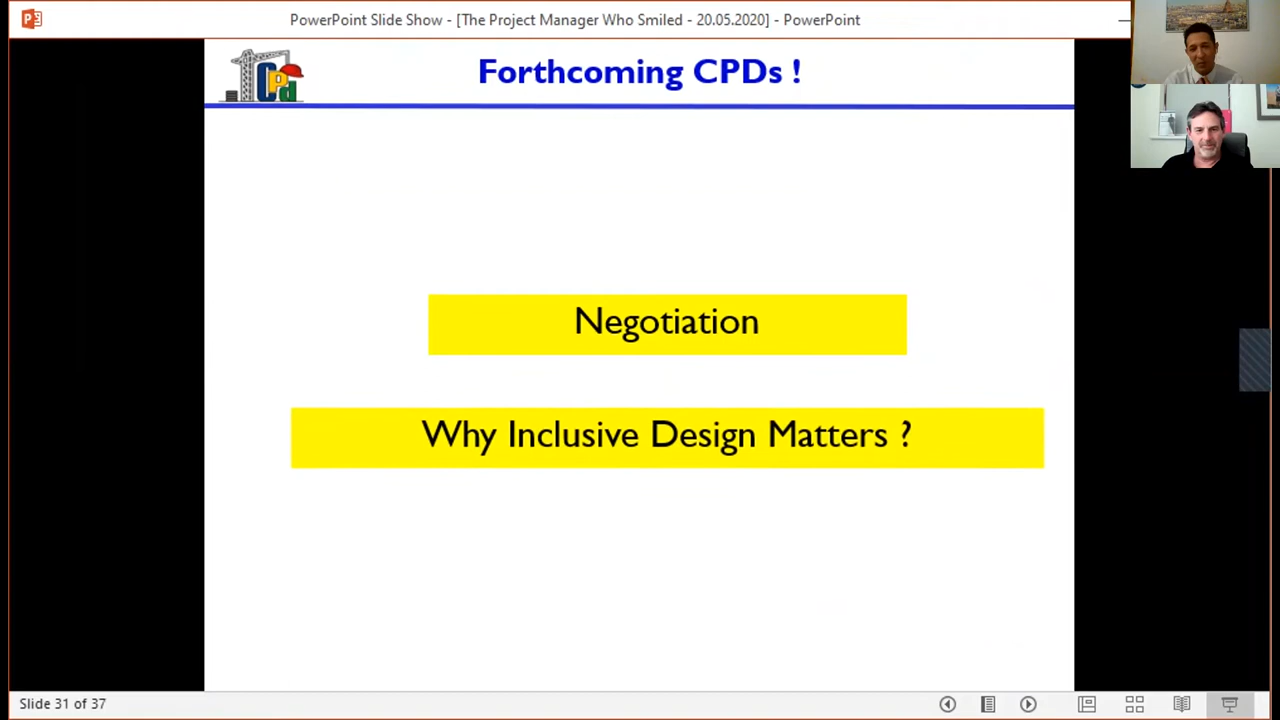 PowerPoint Slide Show - [The Project Manager Who Smiled - 20.05.2020] - PowerPoint
CPd
Forthcoming CPDs !
Negotiation
Why Inclusive Design Matters ?
Slide 31 of 37